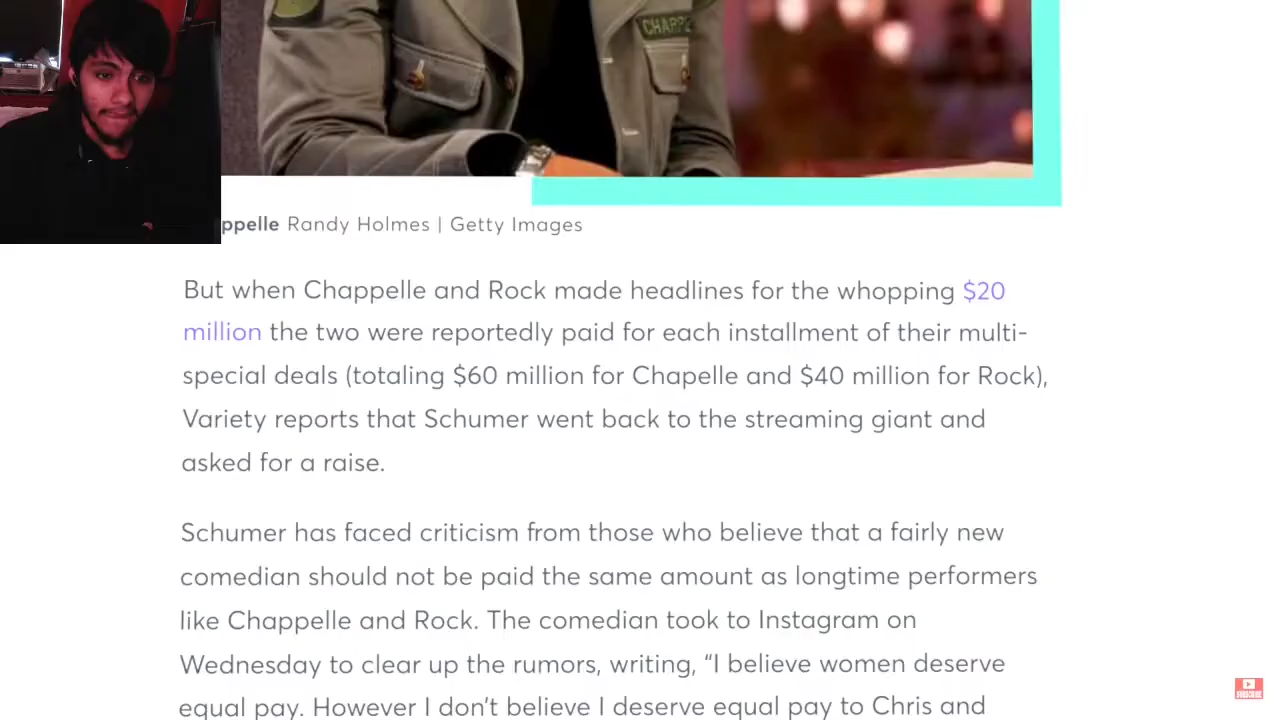 CHAPPE
ppelle Randy Holmes | Getty Images
But when Chappelle and Rock made headlines for the whopping $20
million the two were reportedly paid for each installment of their multi-
special deals (totaling $60 million for Chapelle and $40 million for Rock),
Variety reports that Schumer went back to the streaming giant and
asked for a raise.
Schumer has faced criticism from those who believe that a fairly new
comedian should not be paid the same amount as longtime performers
like Chappelle and Rock. The comedian took to Instagram on
Wednesday to clear up the rumors, writing, “I believe women deserve
equal pay. However I don’t believe I deserve equal pay to Chris and
SUBSCRIBE